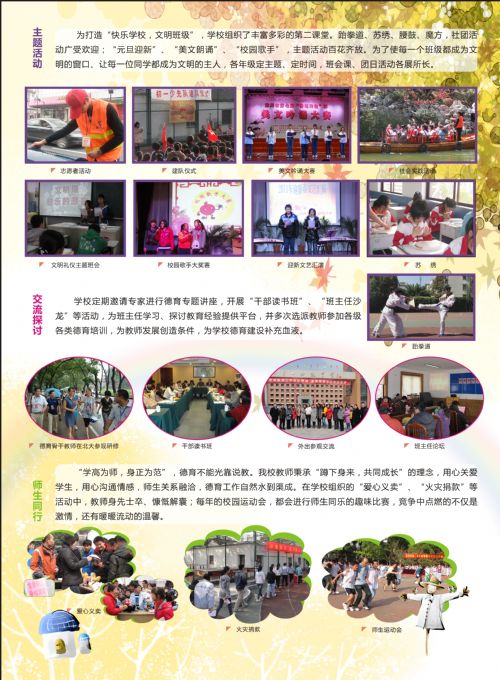 主题活动
为打造“快乐学校，文明班级”，学校组织了丰富多彩的第二课堂。跆拳道、苏绣、腰鼓、魔方，社团活
动广受欢迎；“元旦迎新”、“美文朗诵”、“校园歌手”，主题活动百花齐放。为了使每一个班级都成为文
明的窗口、让每一位同学都成为文明的主人，各年级定主题、定时间，班会课、团日活动各展所长。
初一少先队建队仪式
美文吟诵大赛
志愿者活动
建队仪式
美文吟诵大赛
社会实践活动
文明礼仪主题班会
校园歌手大奖赛
迎新文艺汇演
苏 绣
交流探讨
学校定期邀请专家进行德育专题讲座，开展“干部读书班”、“班主任沙
龙”等活动，为班主任学习、探讨教育经验提供平台，并多次选派教师参加各级
各类德育培训，为教师发展创造条件，为学校德育建设补充血液。
跆拳道
德育骨干教师在北大参观研修
干部读书班
外出参观交流
班主任论坛
师生同行
“学高为师，身正为范”，德育不能光靠说教。我校教师秉承“蹲下身来，共同成长”的理念，用心关爱
学生，用心沟通情感，师生关系融洽，德育工作自然水到渠成。在学校组织的“爱心义卖”、“火灾捐款”等
活动中，教师身先士卒、慷慨解囊；每年的校园运动会，都会进行师生同乐的趣味比赛，竞争中点燃的不仅是
激情，还有暖暖流动的温馨。
爱心义卖
火灾捐款
师生运动会